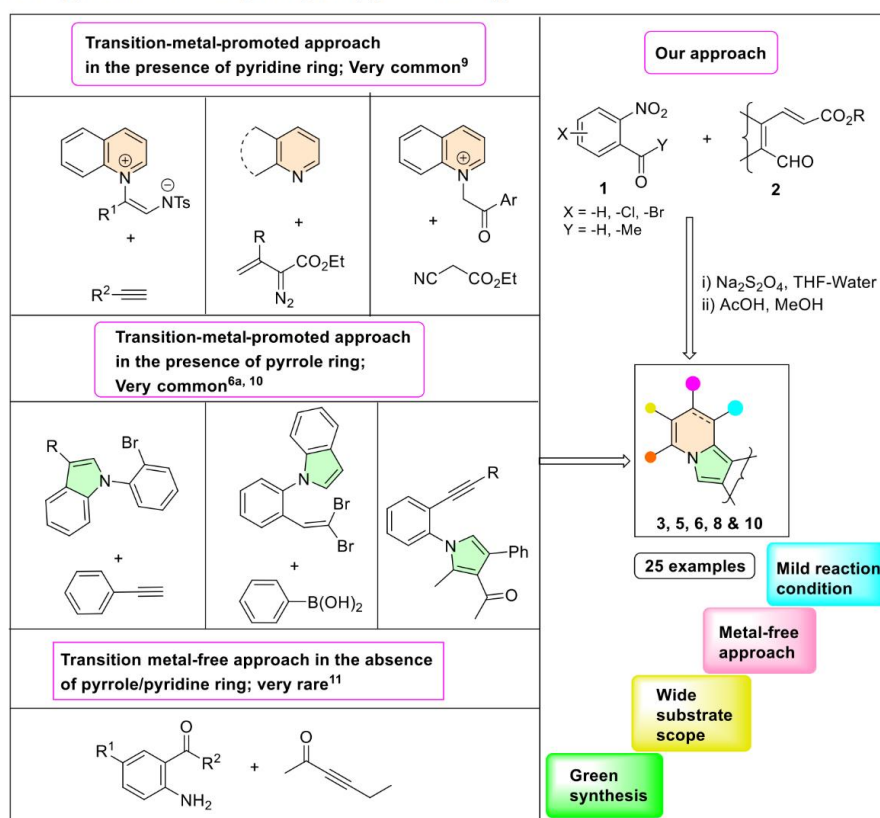 Transition-metal-promoted approach
in the presence of pyridine ring; Very common9
N
+
R1
NTs
−
+
R2
N
+
R
CO2Et
N2
N
+
Ar
O
+
NC
CO2Et
Transition-metal-promoted approach
in the presence of pyrrole ring;
Very common6a, 10
R
Br
N
+
N
Br
Br
+
B(OH)2
R
N
Ph
O
Transition metal-free approach in the absence
of pyrrole/pyridine ring; very rare11
R1
O
R2
NH2
+
O
Our approach
X
NO2
Y
O
1
+
CO2R
CHO
2
X = -H, -Cl, -Br
Y = -H, -Me
i) Na2S2O4, THF-Water
ii) AcOH, MeOH
N
3, 5, 6, 8 & 10
25 examples
Mild reaction
condition
Metal-free
approach
Wide
substrate
scope
Green
synthesis